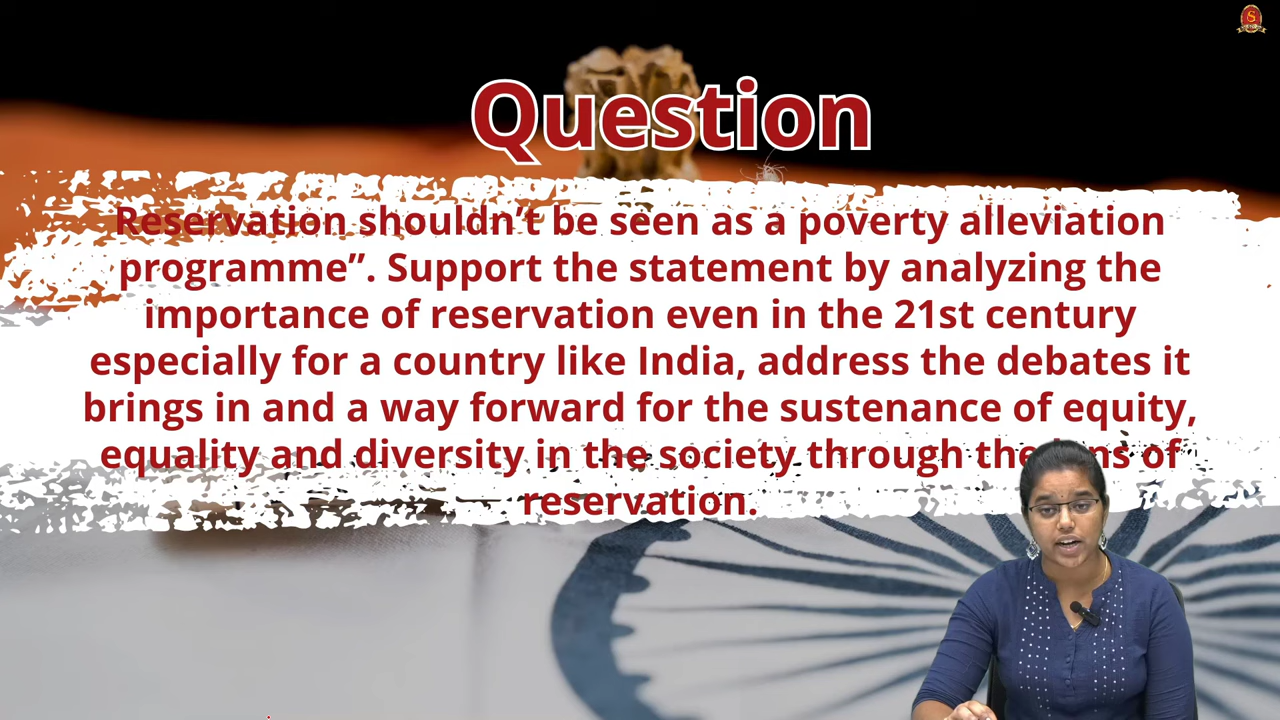 Question
Reservation shouldn’t be seen as a poverty alleviation
programme”. Support the statement by analyzing the
importance of reservation even in the 21st century
especially for a country like India, address the debates it
brings in and a way forward for the sustenance of equity,
equality and diversity in the society through the lens of
reservation.